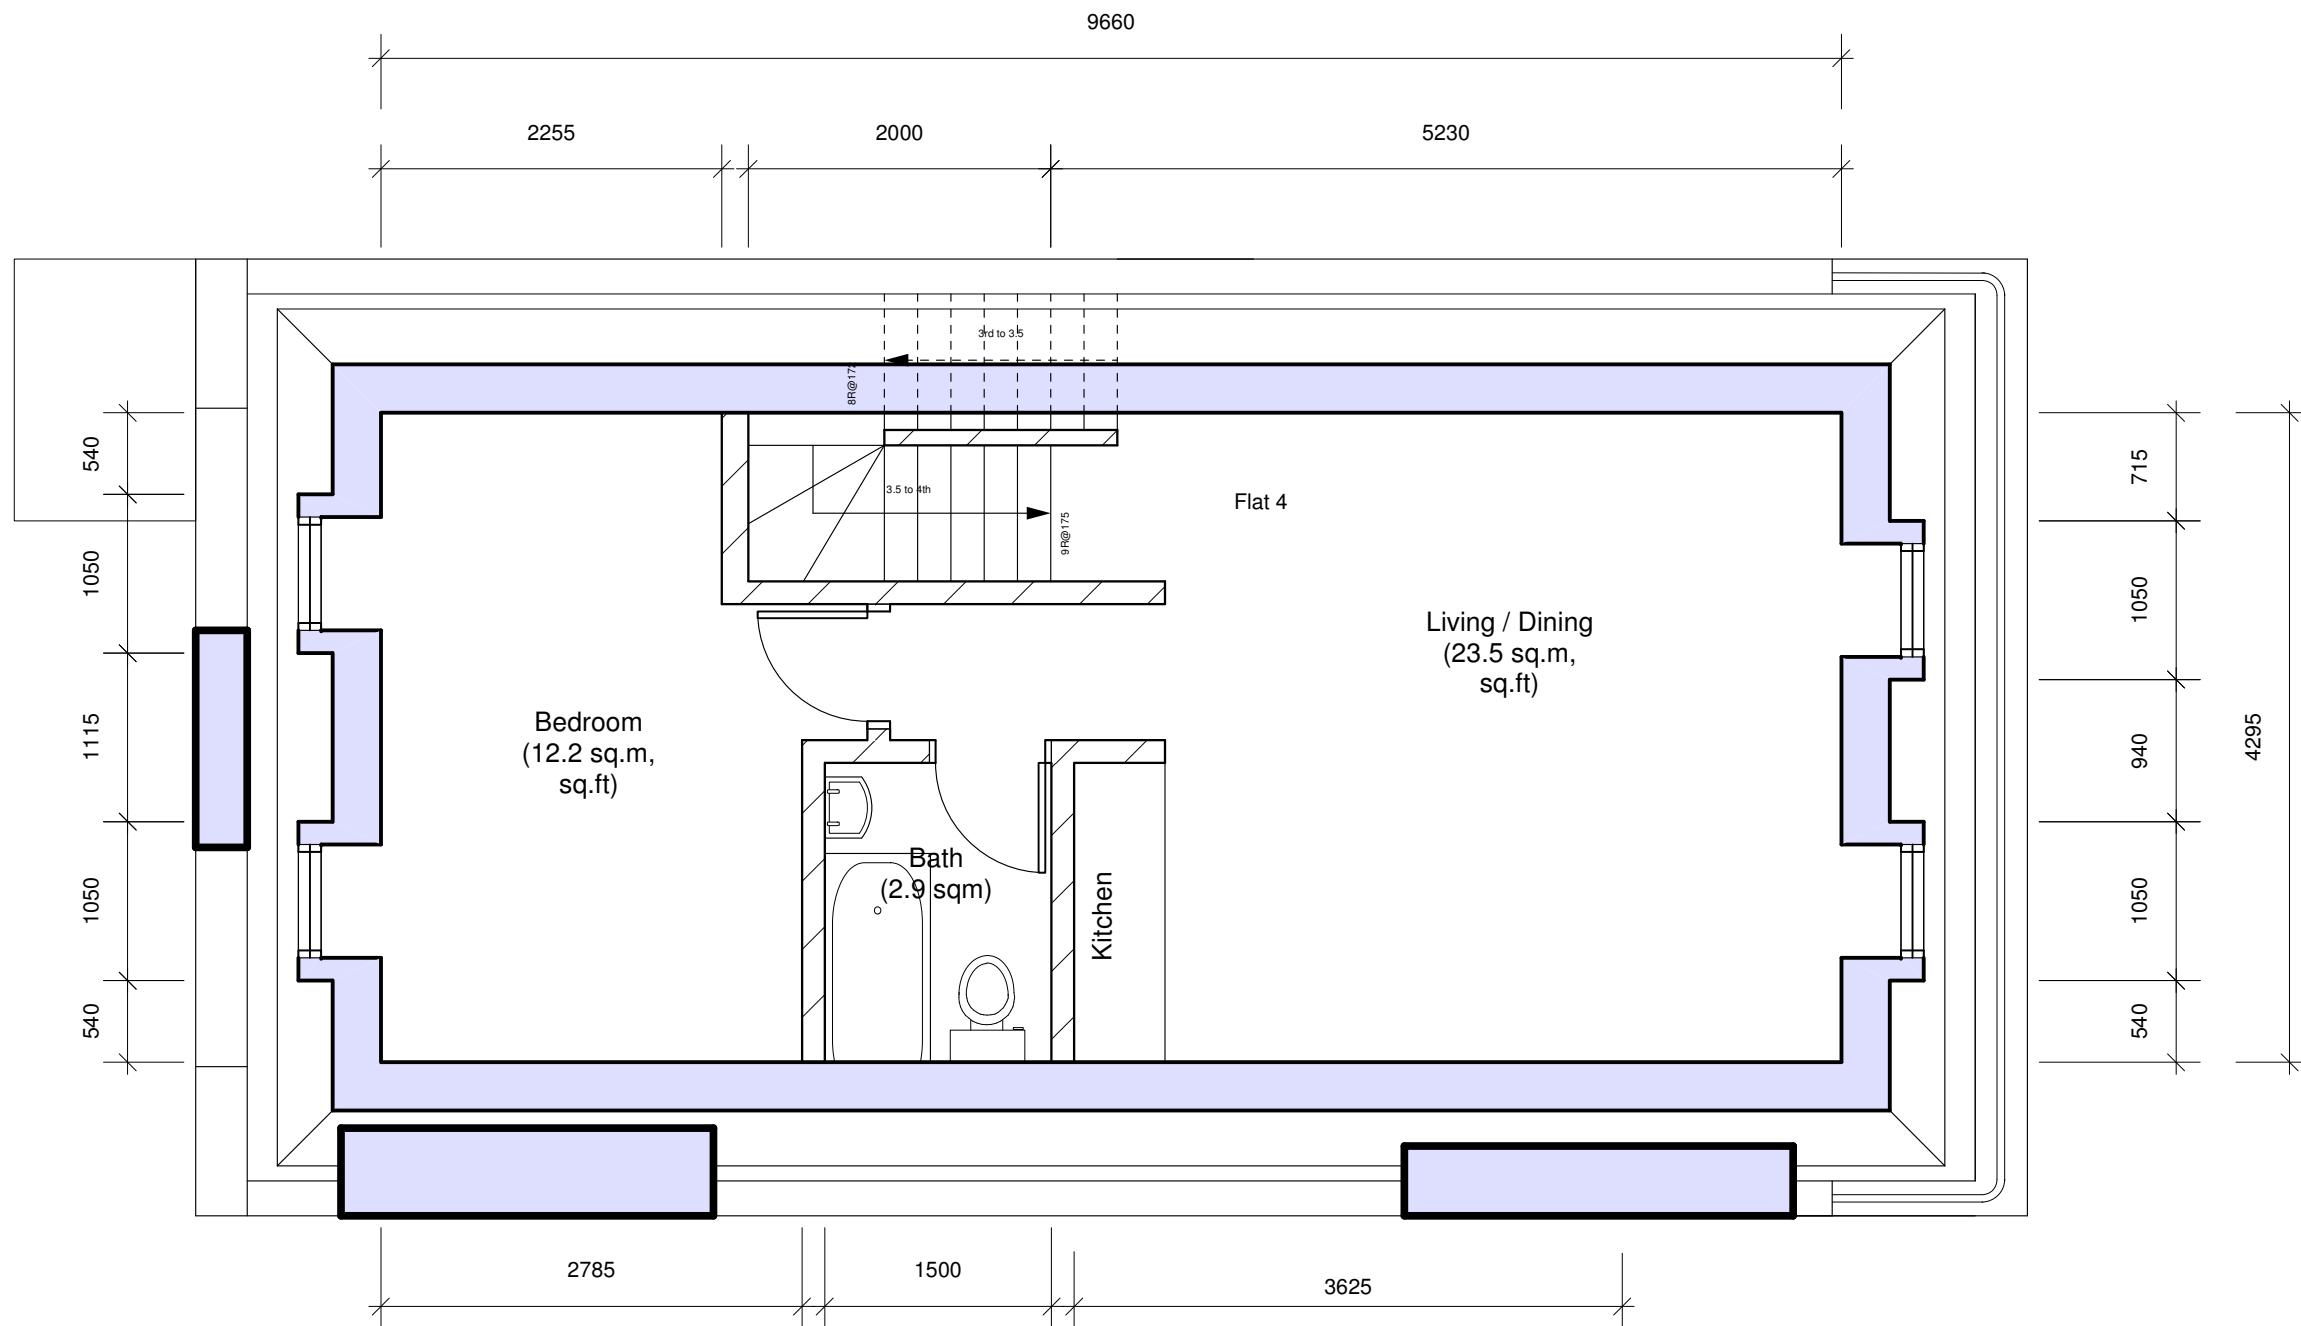 9660
2255
2000
5230
3rd to 3.5
8R@172
3.5 to 4th
9R@175
Flat 4
540
1050
1115
1050
540
715
1050
940
1050
540
4295
Living / Dining
(23.5 sq.m,
sq.ft)
Bedroom
(12.2 sq.m,
sq.ft)
Bath
(2.9 sqm)
Kitchen
2785
1500
3625